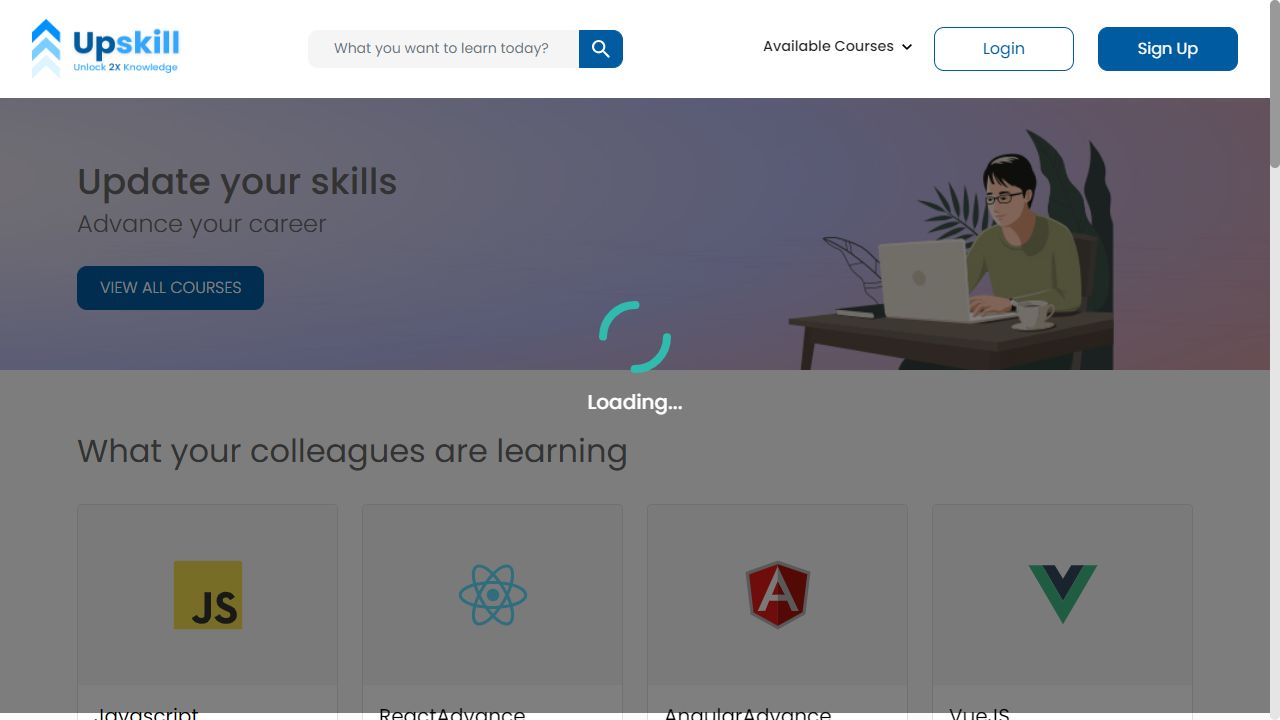 Upskill
Unlock 2X Knowledge
What you want to learn today?
Available Courses
Login
Sign Up
Update your skills
Advance your career
VIEW ALL COURSES
Loading...
What your colleagues are learning
JS
A
Javascript
ReactAdvance
AngularAdvance
VueJS